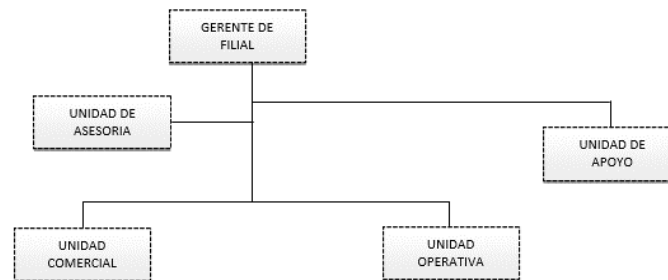 GERENTE DE
FILIAL
UNIDAD DE
ASESORIA
UNIDAD DE
APOYO
UNIDAD
COMERCIAL
UNIDAD
OPERATIVA